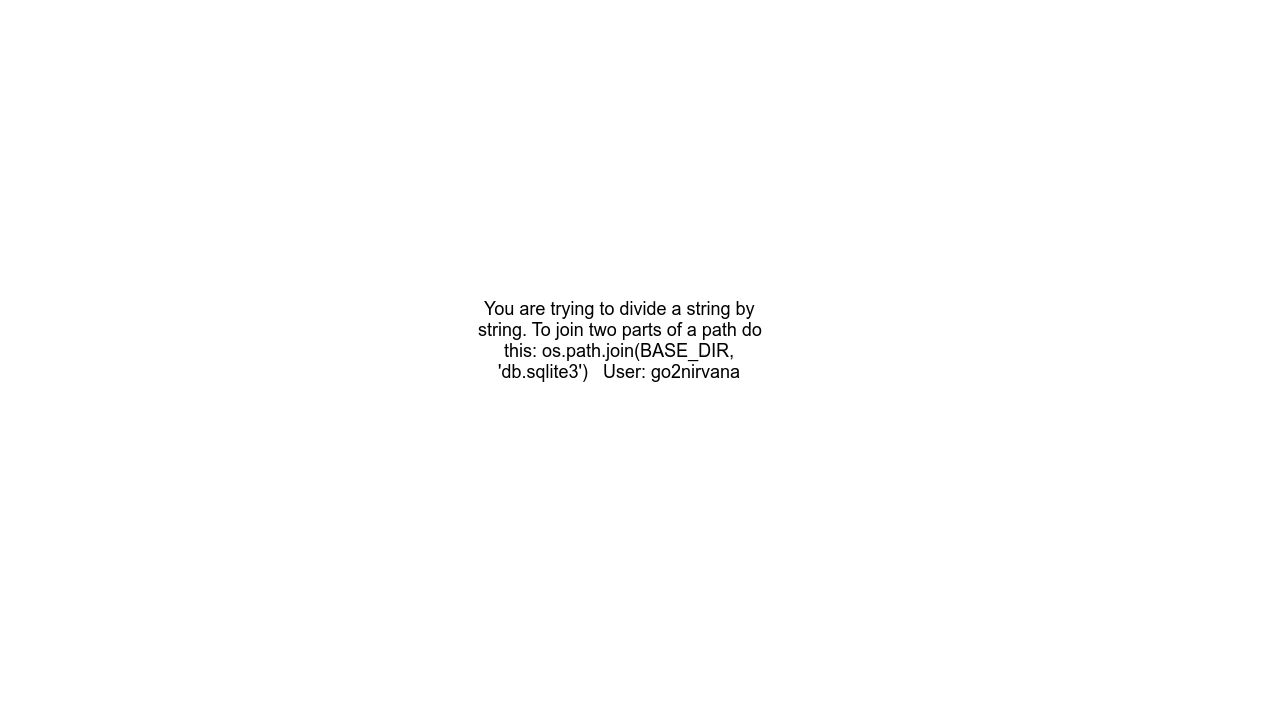 You are trying to divide a string by
string. To join two parts of a path do
this: os.path.join(BASE_DIR,
'db.sqlite3')   User: go2nirvana